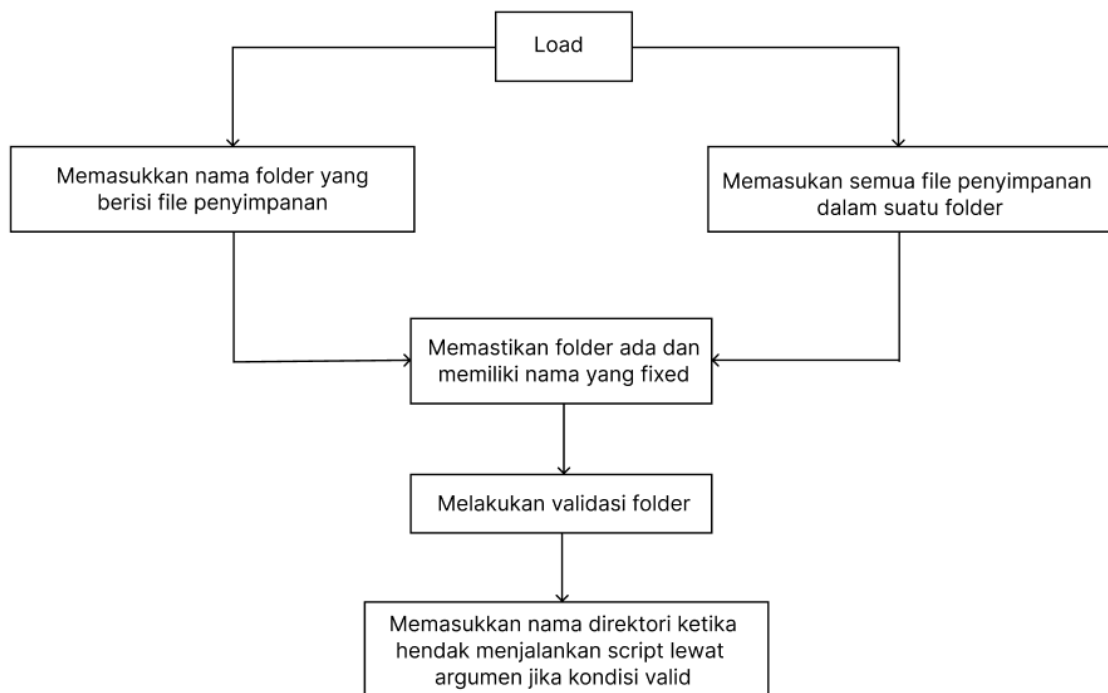 Load
Memasukkan nama folder yang
berisi file penyimpanan
Memasukan semua file penyimpanan
dalam suatu folder
Memastikan folder ada dan
memiliki nama yang fixed
Melakukan validasi folder
Memasukkan nama direktori ketika
hendak menjalankan script lewat
argumen jika kondisi valid